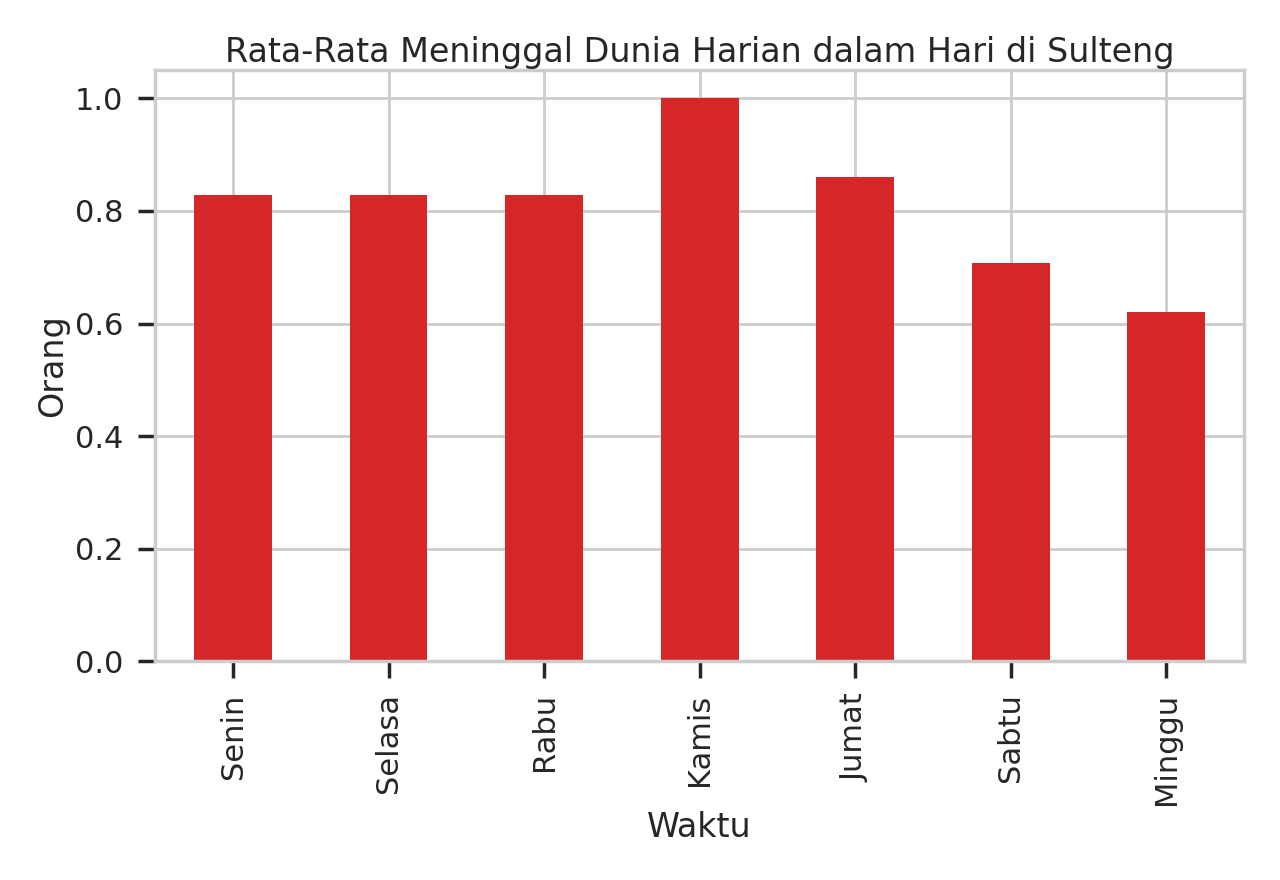 Rata-Rata Meninggal Dunia Harian dalam Hari di Sulteng
1.0
0.8
0.6
0.4
0.2
0.0
Orang
Senin
Selasa
Rabu
Kamis
Jumat
Sabtu
Minggu
Waktu